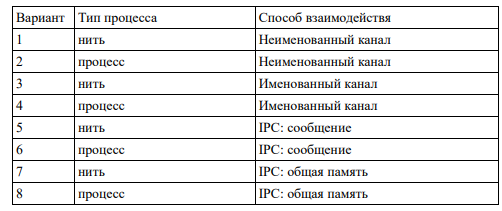 Вариант Тип процесса Способ взаимодействя
1 нить Неименованный канал
2 процесс Неименованный канал
3 нить Именованный канал
4 процесс Именованный канал
5 нить IPC: сообщение
6 процесс IPC: сообщение
7 нить IPC: общая память
8 процесс IPC: общая память